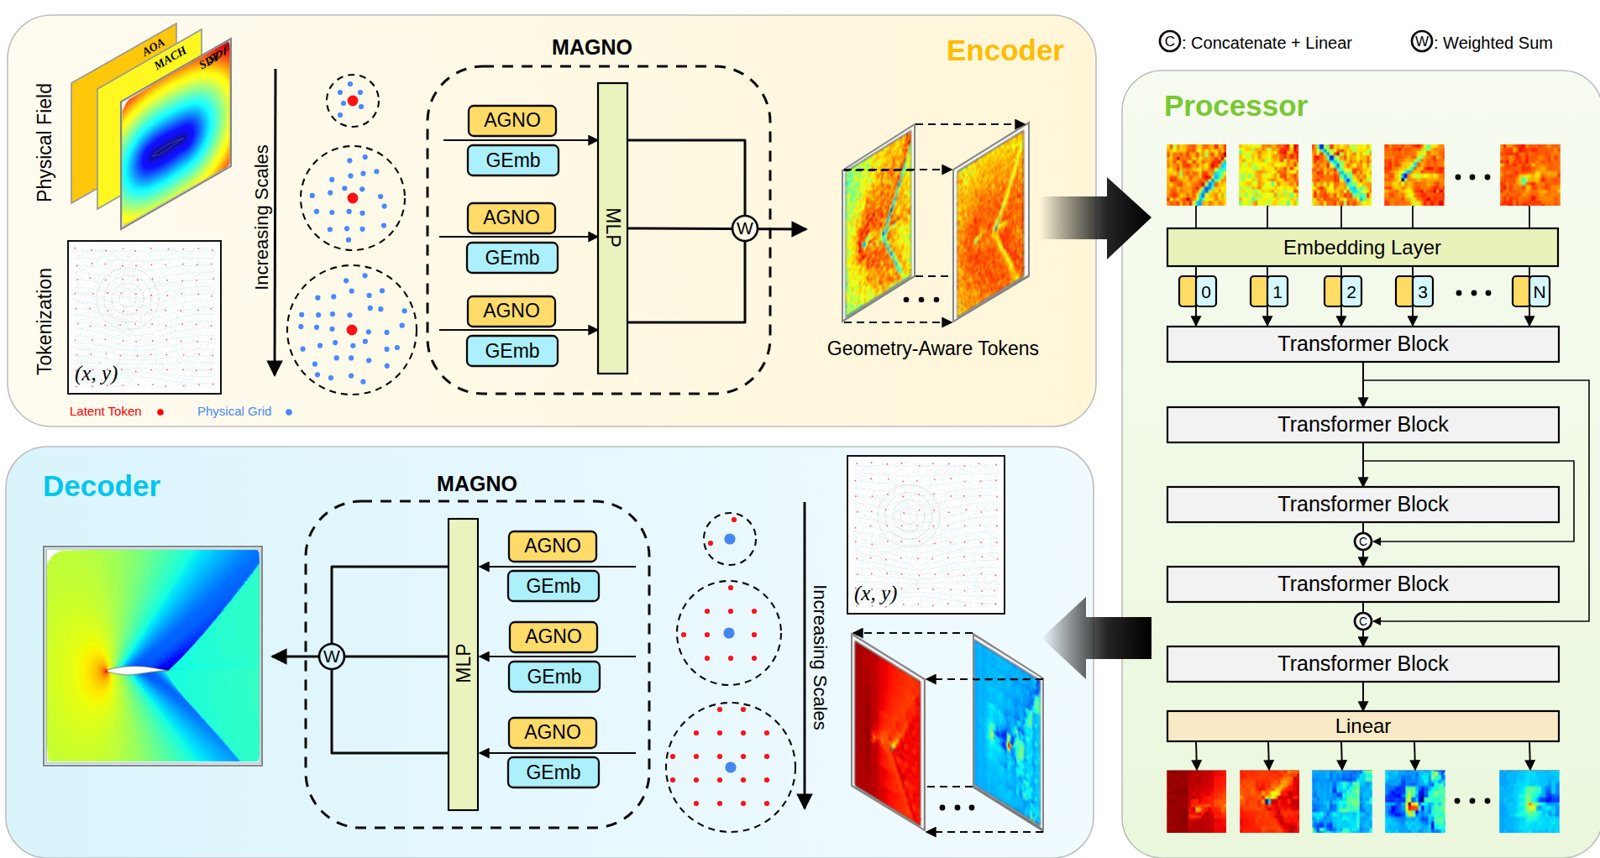 Encoder
MAGNO
Physical Field
AOA
MACH
Tokenization
(x, y)
Latent Token
Physical Grid
Increasing Scales
AGNO
GEmb
AGNO
GEmb
AGNO
GEmb
MLP
W
Geometry-Aware Tokens
C: Concatenate + Linear
W: Weighted Sum
Processor
Embedding Layer
0
1
2
3
N
Transformer Block
Transformer Block
Transformer Block
C
Transformer Block
C
Transformer Block
Linear
Decoder
MAGNO
W
MLP
AGNO
GEmb
AGNO
GEmb
AGNO
GEmb
Increasing Scales
(x, y)